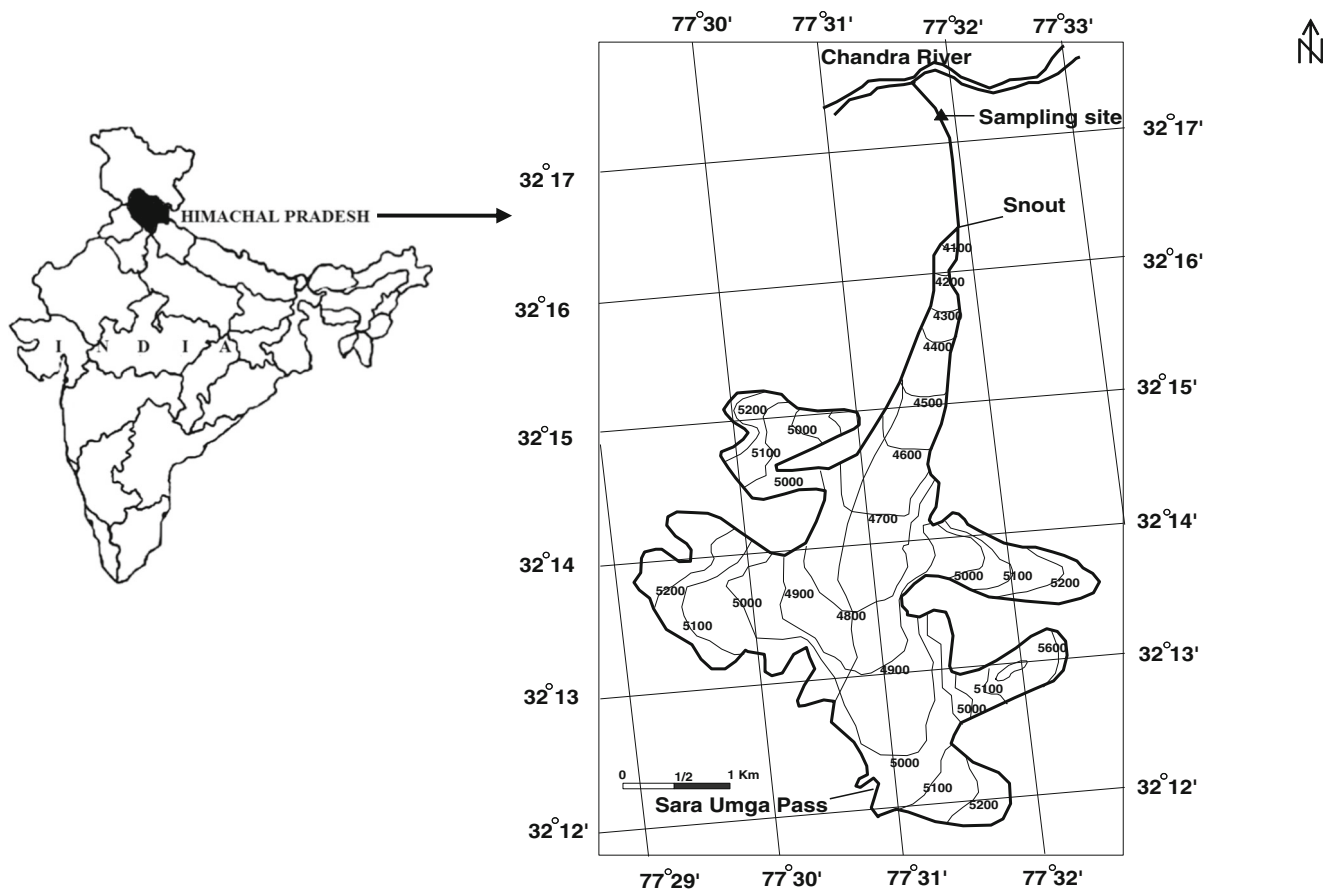 77°30' 77°31' 77°32' 77°33'
N
Chandra River
Sampling site
32°17'
32°17
HIMACHAL PRADESH
Snout
4100
32°16'
4200
32°16
4300
4400
I N D I A
32°15'
4500
5200
5000
32°15
5100
4600
5000
4700
32°14'
32°14
5000 5100 5200
5200 5000 4900
4800
5100
5600
32°13'
4900
5100
32°13
5000
5000
0 1/2 1 Km
5100
32°12'
Sara Umga Pass
5200
32°12'
77°29' 77°30' 77°31' 77°32'